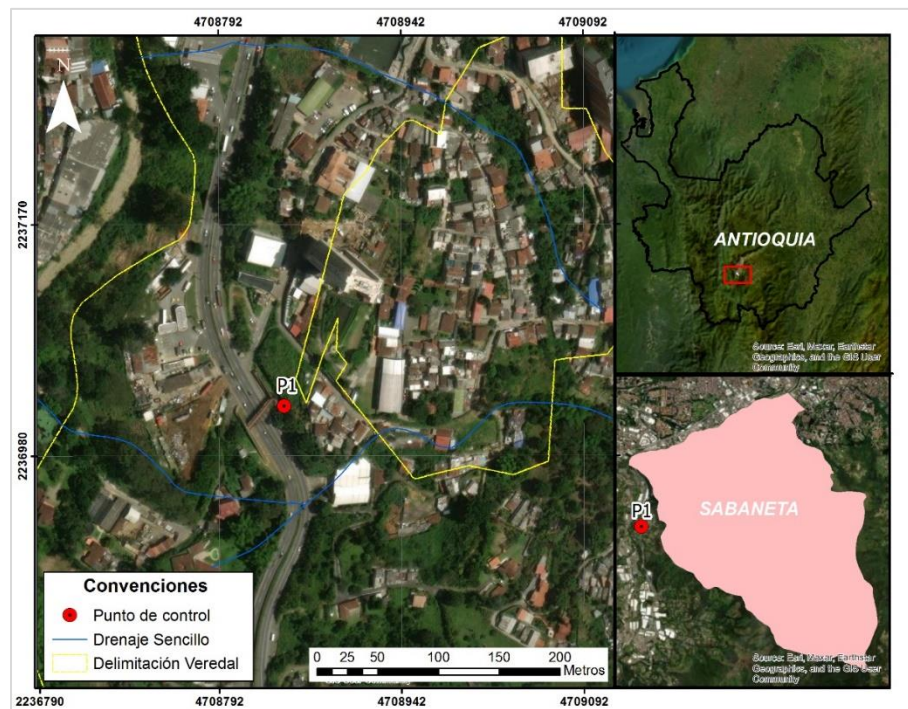 4708792
4708942
4709092
N
2237170
2236980
P1
Convenciones
Punto de control
Drenaje Sencillo
Delimitación Veredal
0 25 50 100 150 200
Metros
2236790
4708792
4708942
4709092
ANTIOQUIA
Source: Esri, Maxar, Earthstar
Geographics, and the GIS User
Community
P1
SABANETA
Source: Esri, Maxar, Earthstar
Geographics, and the GIS User
Community